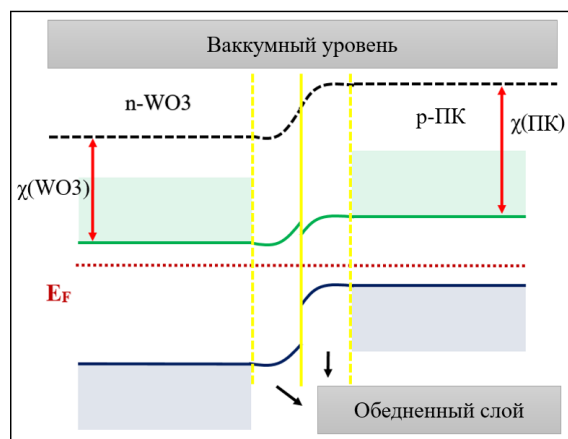 Ваккумный уровень
n-WO3
p-ПК
χ(ПК)
χ(WO3)
EF
Обедненный слой